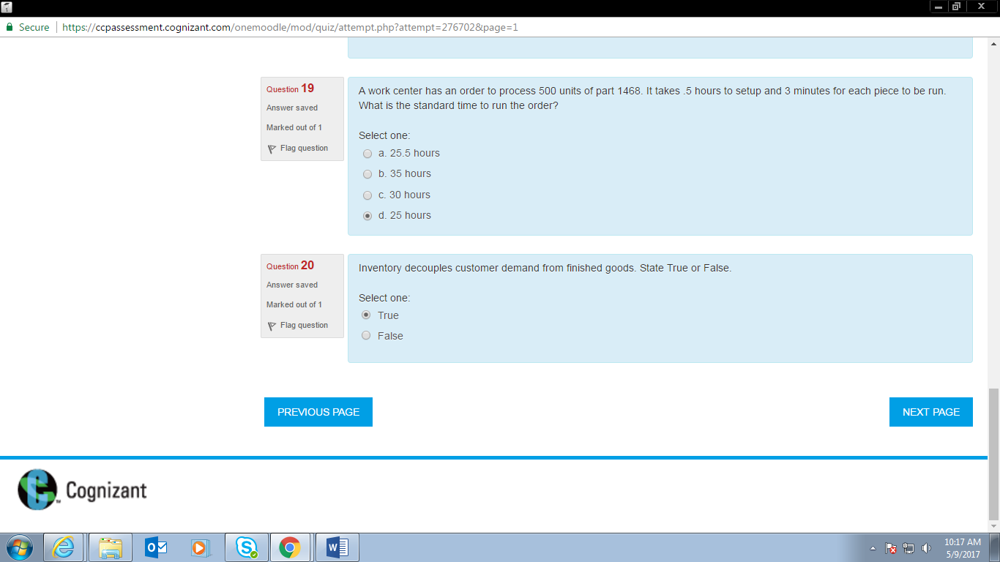 Secure https://ccpassessment.cognizant.com/onemoodle/mod/quiz/attempt.php?attempt=276702&page=1
Question 19
Answer saved
Marked out of 1
Flag question
A work center has an order to process 500 units of part 1468. It takes .5 hours to setup and 3 minutes for each piece to be run.
What is the standard time to run the order?
Select one:
a. 25.5 hours
b. 35 hours
c. 30 hours
d. 25 hours
Question 20
Answer saved
Marked out of 1
Flag question
Inventory decouples customer demand from finished goods. State True or False.
Select one:
True
False
PREVIOUS PAGE
NEXT PAGE
Cognizant
10:17 AM
5/9/2017